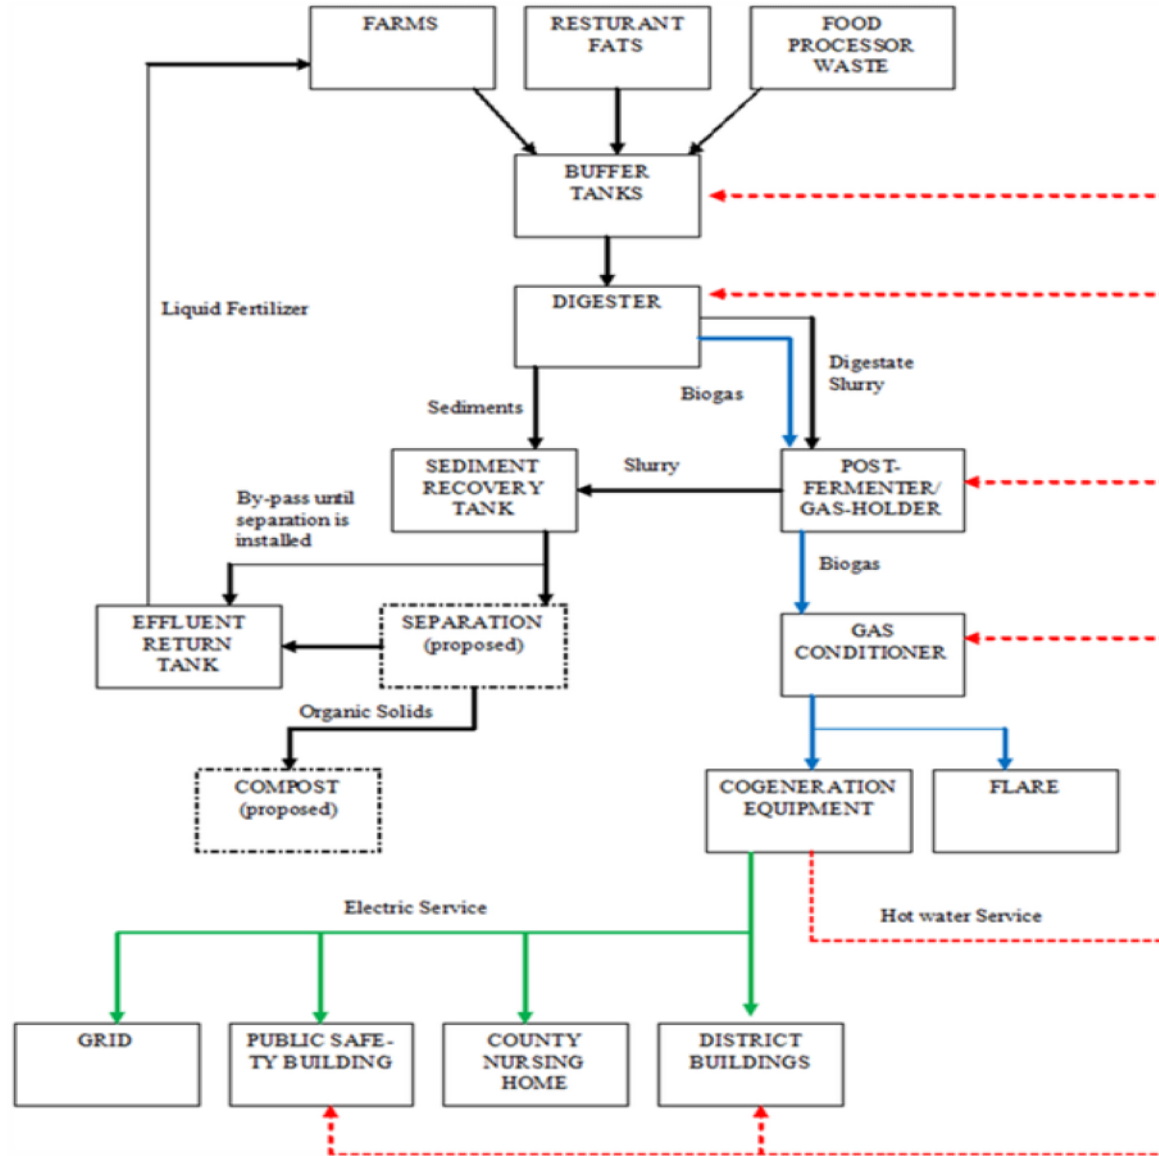 FARMS
RESTURANT
FATS
FOOD
PROCESSOR
WASTE
BUFFER
TANKS
Liquid Fertilizer
DIGESTER
Digestate
Slurry
Biogas
Sediments
SEDIMENT
RECOVERY
TANK
Slurry
POST-
FERMENTER/
GAS-HOLDER
By-pass until
separation is
installed
Biogas
EFFLUENT
RETURN
TANK
SEPARATION
(proposed)
GAS
CONDITIONER
Organic Solids
COMPOST
(proposed)
COGENERATION
EQUIPMENT
FLARE
Electric Service
Hot water Service
GRID
PUBLIC SAFE-
TY BUILDING
COUNTY
NURSING
HOME
DISTRICT
BUILDINGS